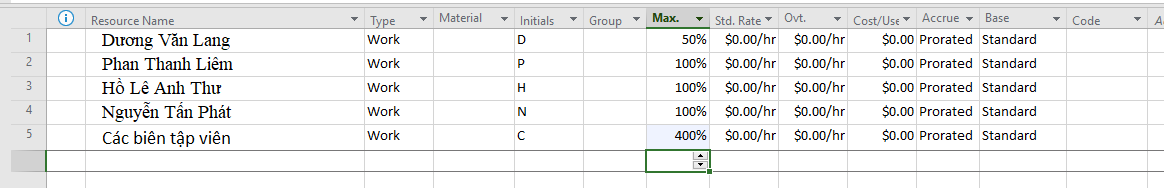 Resource Name Type Material Initials Group Max. Std. Rate Ovt. Cost/Use Accrue Base Code
1 Dương Văn Lang Work D 50% $0.00/hr $0.00/hr $0.00 Prorated Standard
2 Phan Thanh Liêm Work P 100% $0.00/hr $0.00/hr $0.00 Prorated Standard
3 Hồ Lê Anh Thư Work H 100% $0.00/hr $0.00/hr $0.00 Prorated Standard
4 Nguyễn Tấn Phát Work N 100% $0.00/hr $0.00/hr $0.00 Prorated Standard
5 Các biên tập viên Work C 400% $0.00/hr $0.00/hr $0.00 Prorated Standard